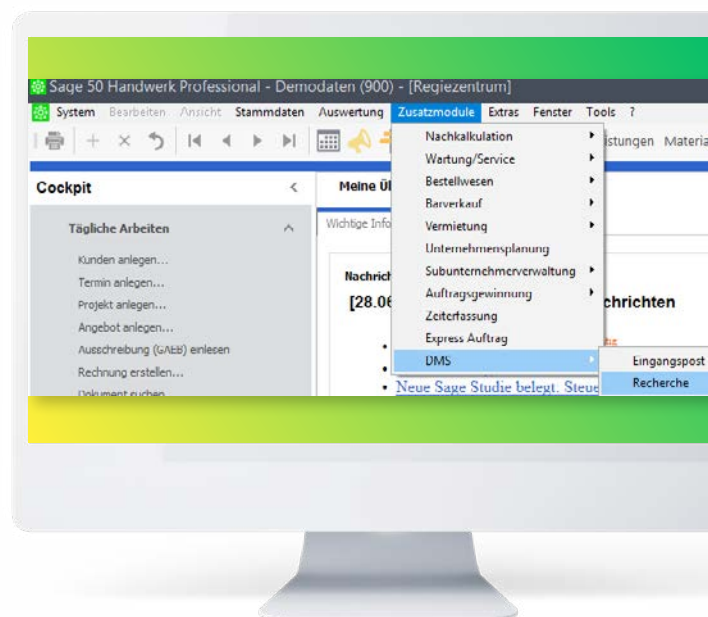 Sage 50 Handwerk Professional - Demodaten (900) - [Regiezentrum]
System Bearbeiten Ansicht Stammdaten Auswertung Zusatzmodule Extras Fenster Tools ?
istungen Materia
Nachkalkulation
Wartung/Service
Bestellwesen
Barverkauf
Vermietung
Unternehmensplanung
Subunternehmerverwaltung
Auftragsgewinnung
Zeiterfassung
Express Auftrag
DMS
Eingangspost
Recherche
Cockpit
Tägliche Arbeiten
Kunden anlegen...
Termin anlegen...
Projekt anlegen...
Angebot anlegen...
Ausschreibung (GAEB) einlesen
Rechnung erstellen...
Dokument suchen
Meine Üb
Wichtige Info
Nachrich
[28.06 chrichten
Neue Sage Studie belegt. Steue